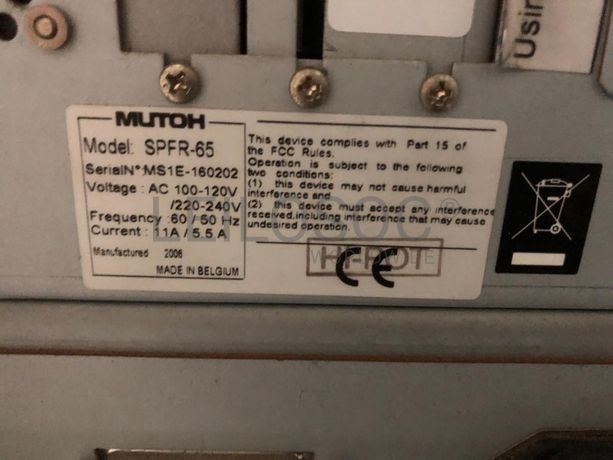 Using
MUTOH
Model: SPFR-65
SerialN°:MS1E-160202
Voltage : AC 100-120V
/220-240V
Frequency : 60 / 50 Hz
Current : 11A / 5.5 A
Manufactured 2006
MADE IN BELGIUM
This device complies with Part 15 of
the FCC Rules.
Operation is subject to the following
two conditions:
(1) this device may not cause harmful
interference and
(2) this device must accept any interference
received,including interference that may cause
undesired operation.
HI-POT
CE